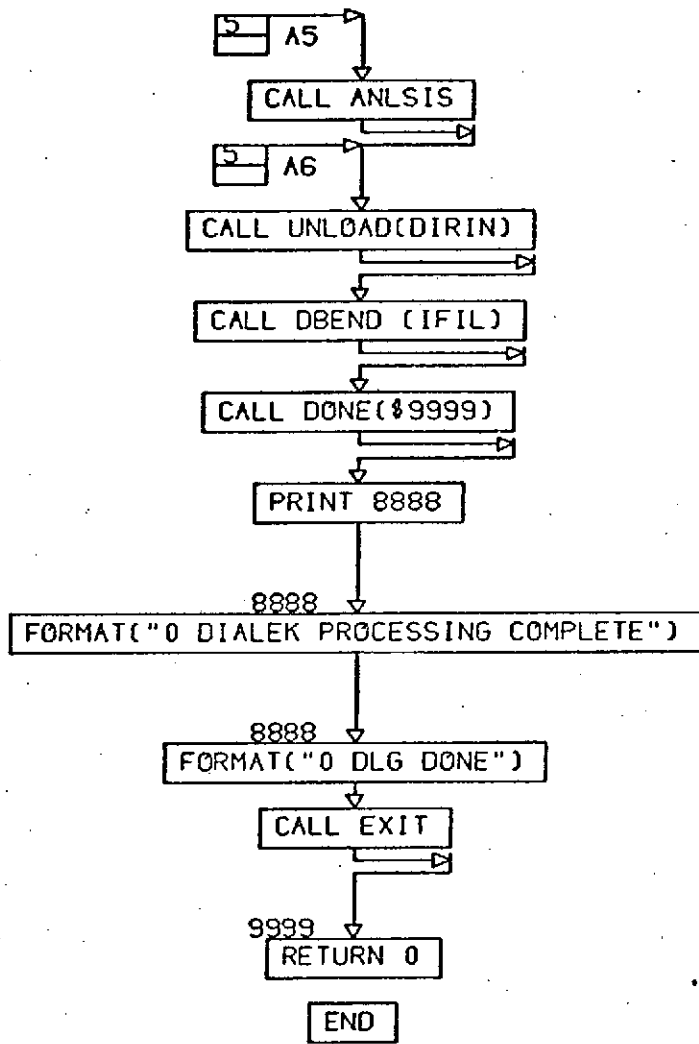 5
A5
CALL ANLSIS
5
A6
CALL UNLOAD(DIRIN)
CALL DBEND (IFIL)
CALL DONE($9999)
PRINT 8888
8888
FORMAT("0 DIALEK PROCESSING COMPLETE")
8888
FORMAT("0 DLG DONE")
CALL EXIT
9999
RETURN 0
END